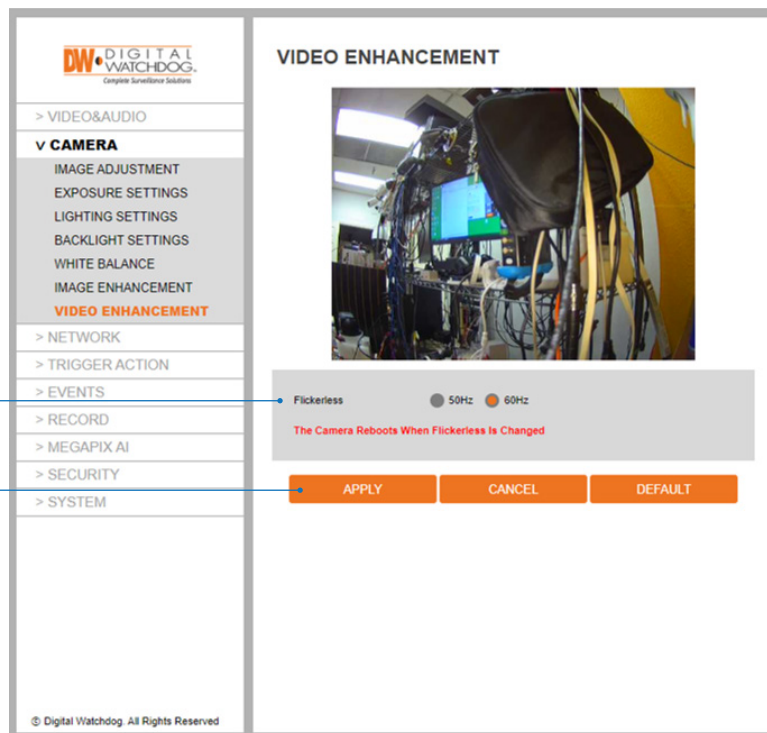 DW DIGITAL
WATCHDOG®
Complete Surveillance Solutions
> VIDEO&AUDIO
v CAMERA
IMAGE ADJUSTMENT
EXPOSURE SETTINGS
LIGHTING SETTINGS
BACKLIGHT SETTINGS
WHITE BALANCE
IMAGE ENHANCEMENT
VIDEO ENHANCEMENT
> NETWORK
> TRIGGER ACTION
> EVENTS
> RECORD
> MEGAPIX AI
> SECURITY
> SYSTEM
© Digital Watchdog. All Rights Reserved
VIDEO ENHANCEMENT
Flickerless 50Hz 60Hz
The Camera Reboots When Flickerless Is Changed
APPLY CANCEL DEFAULT